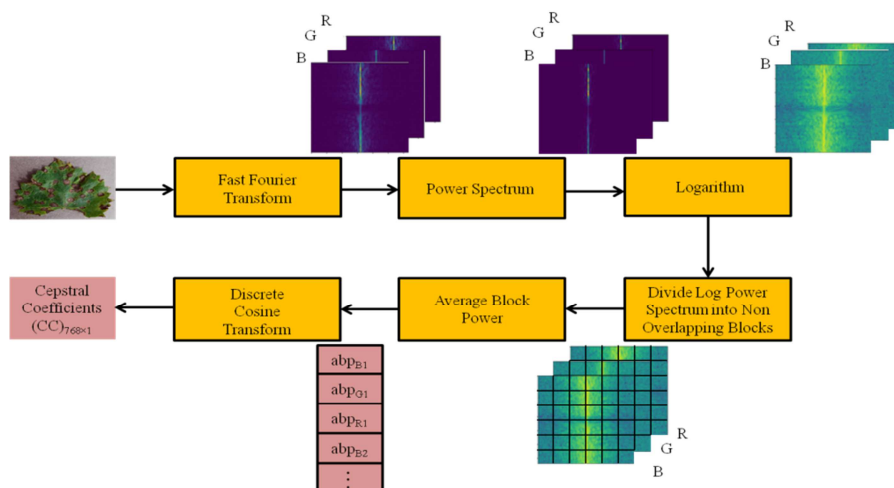 R
G
B
R
G
B
R
G
B
Fast Fourier
Transform
Power Spectrum
Logarithm
Divide Log Power
Spectrum into Non
Overlapping Blocks
Average Block
Power
Discrete
Cosine
Transform
Cepstral
Coefficients
(CC)768×1
abpB1
abpG1
abpR1
abpB2
⋮
R
G
B